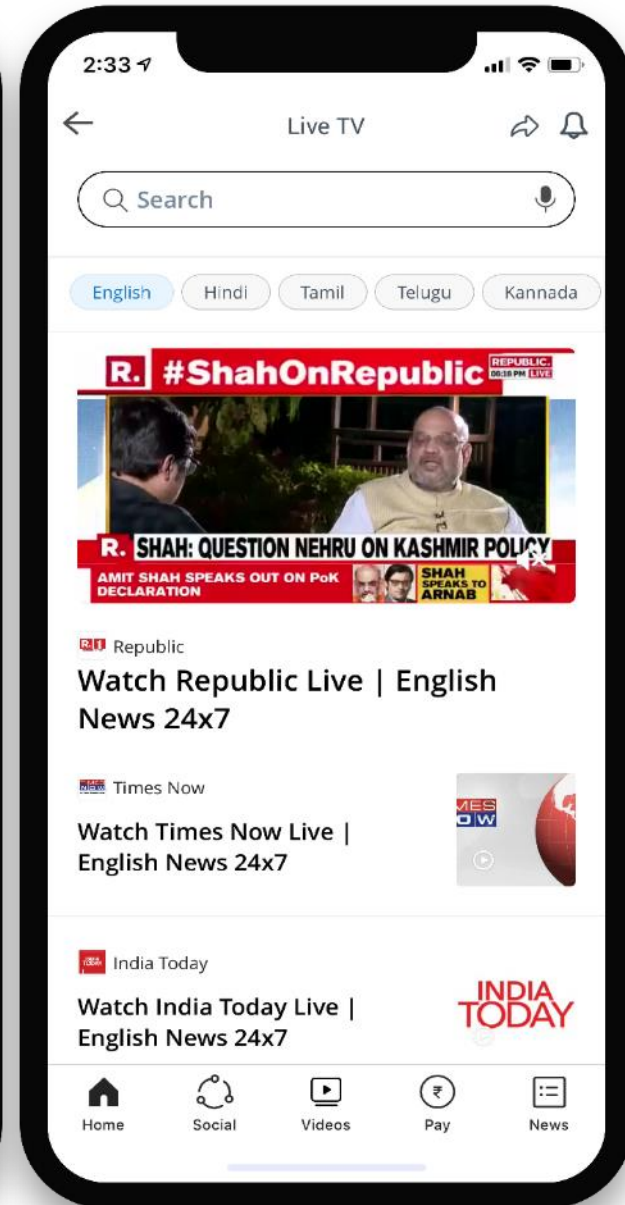 2:33
Live TV
Search
English Hindi Tamil Telugu Kannada
R. #ShahOnRepublic REPUBLIC.
LIVE
R. SHAH: QUESTION NEHRU ON KASHMIR POLICY
AMIT SHAH SPEAKS OUT ON PoK
DECLARATION
SHAH
SPEAKS TO
ARNAB
Republic
Watch Republic Live | English
News 24x7
Times Now
Watch Times Now Live |
English News 24x7
India Today
Watch India Today Live |
English News 24x7
INDIA
TODAY
Home Social Videos Pay News